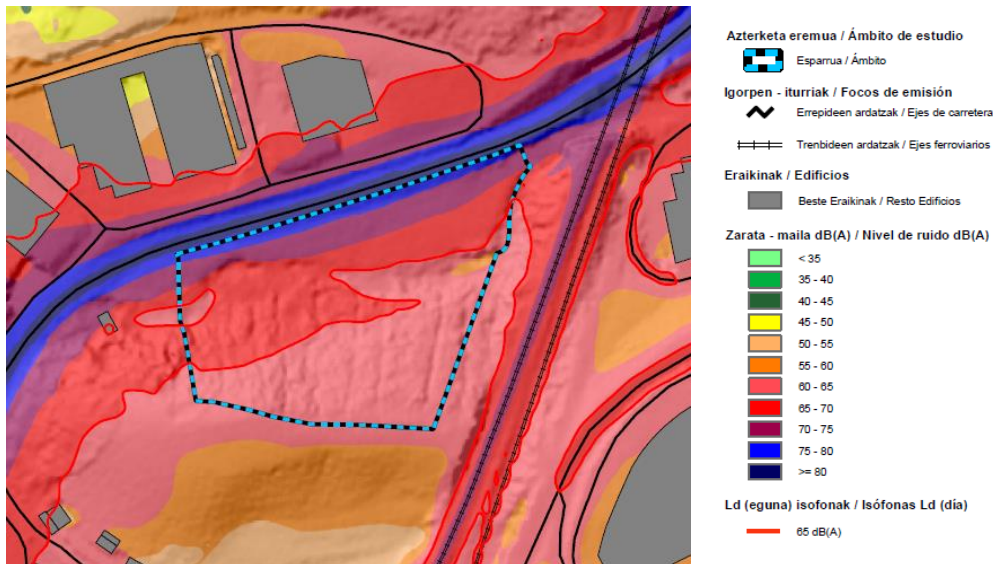 Azterketa eremua / Ámbito de estudio
Esparrua / Ámbito
Igorpen - iturriak / Focos de emisión
Errepideen ardatzak / Ejes de carretera
Trenbideen ardatzak / Ejes ferroviarios
Eraikinak / Edificios
Beste Eraikinak / Resto Edificios
Zarata - maila dB(A) / Nivel de ruido dB(A)
< 35
35 - 40
40 - 45
45 - 50
50 - 55
55 - 60
60 - 65
65 - 70
70 - 75
75 - 80
>= 80
Ld (eguna) isofonak / Isófonas Ld (día)
65 dB(A)